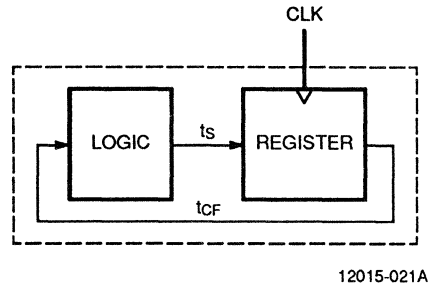 CLK
LOGIC
tS
REGISTER
tCF
12015-021A